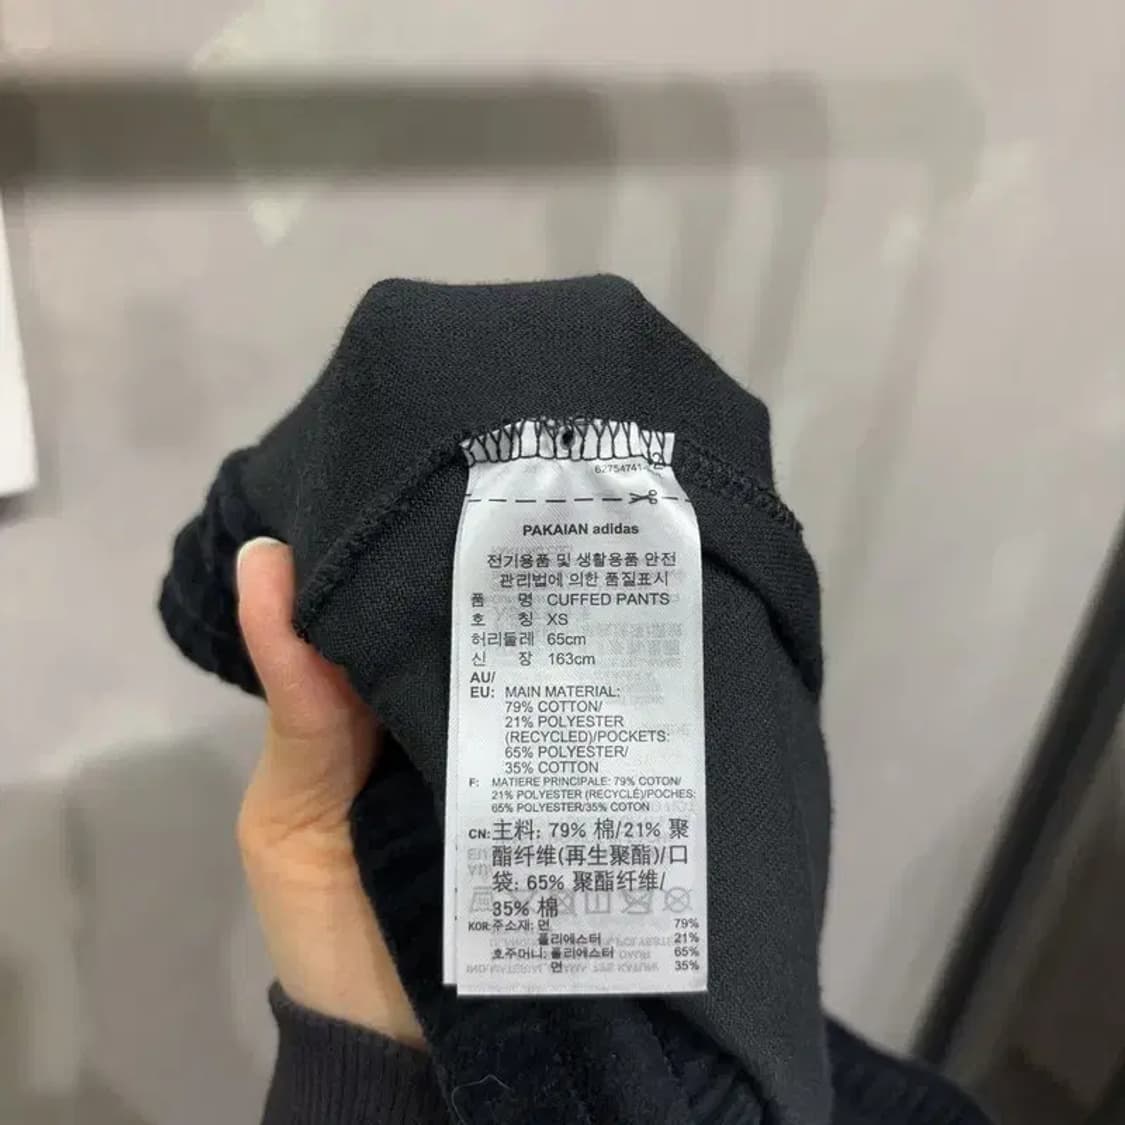 62754741
PAKAIAN adidas
전기용품 및 생활용품 안전
관리법에 의한 품질표시
품 명 CUFFED PANTS
호 칭 XS
허리둘레 65cm
신 장 163cm
AU/
EU: MAIN MATERIAL:
79% COTTON/
21% POLYESTER
(RECYCLED)/POCKETS:
65% POLYESTER/
35% COTTON
F: MATIERE PRINCIPALE: 79% COTON/
21% POLYESTER (RECYCLÉ)/POCHES:
65% POLYESTER/35% COTON
CN: 主料: 79% 棉/21% 聚
酯纤维(再生聚酯)/口
袋: 65% 聚酯纤维/
35% 棉
KOR: 주소재: 면 79%
폴리에스터 21%
호주머니: 폴리에스터 65%
면 35%